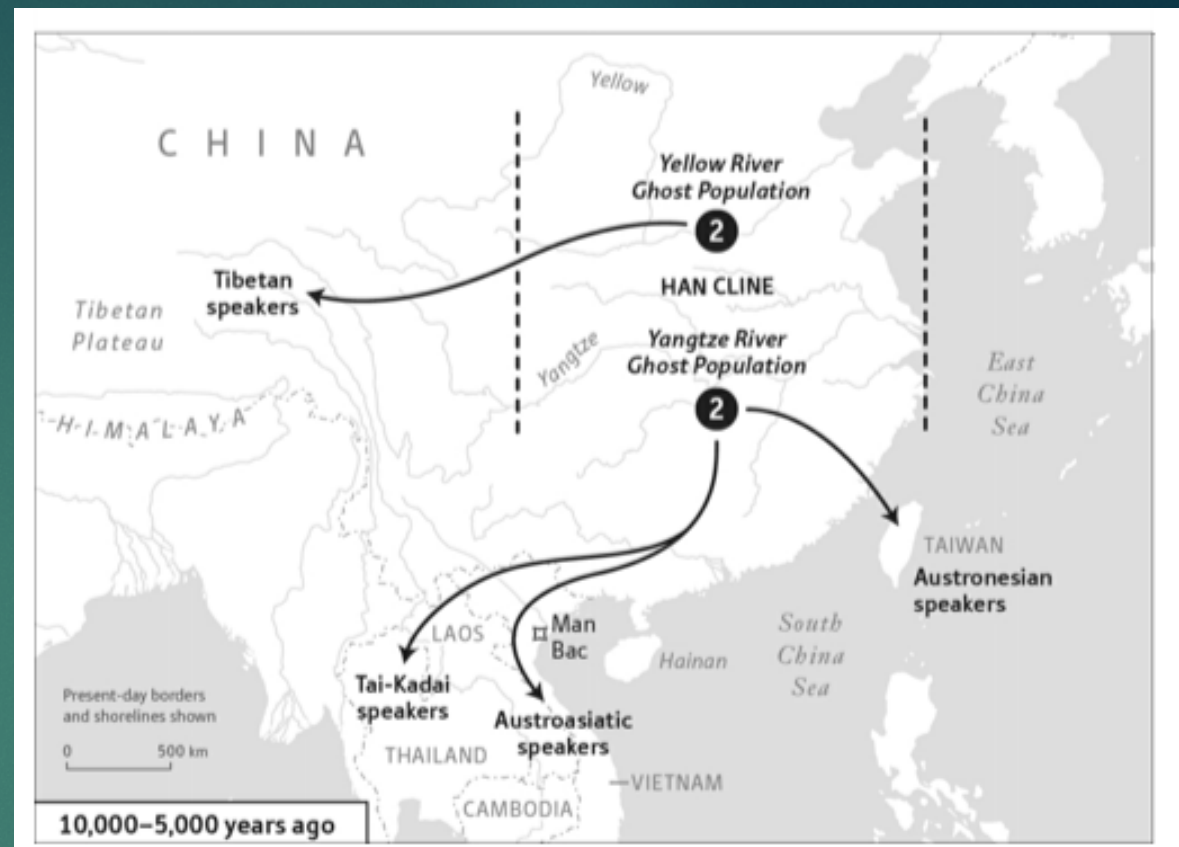 Yellow
CHINA
Yellow River
Ghost Population
2
Tibetan
speakers
HAN CLINE
Tibetan
Plateau
Yangtze River
Ghost Population
Yangtze
2
East
China
Sea
HIMALAYA
TAIWAN
Austronesian
speakers
Man
Bac
LAOS
Hainan
South
China
Sea
Tai-Kadai
speakers
Present-day borders
and shorelines shown
Austroasiatic
speakers
0 500 km
THAILAND
VIETNAM
CAMBODIA
10,000–5,000 years ago